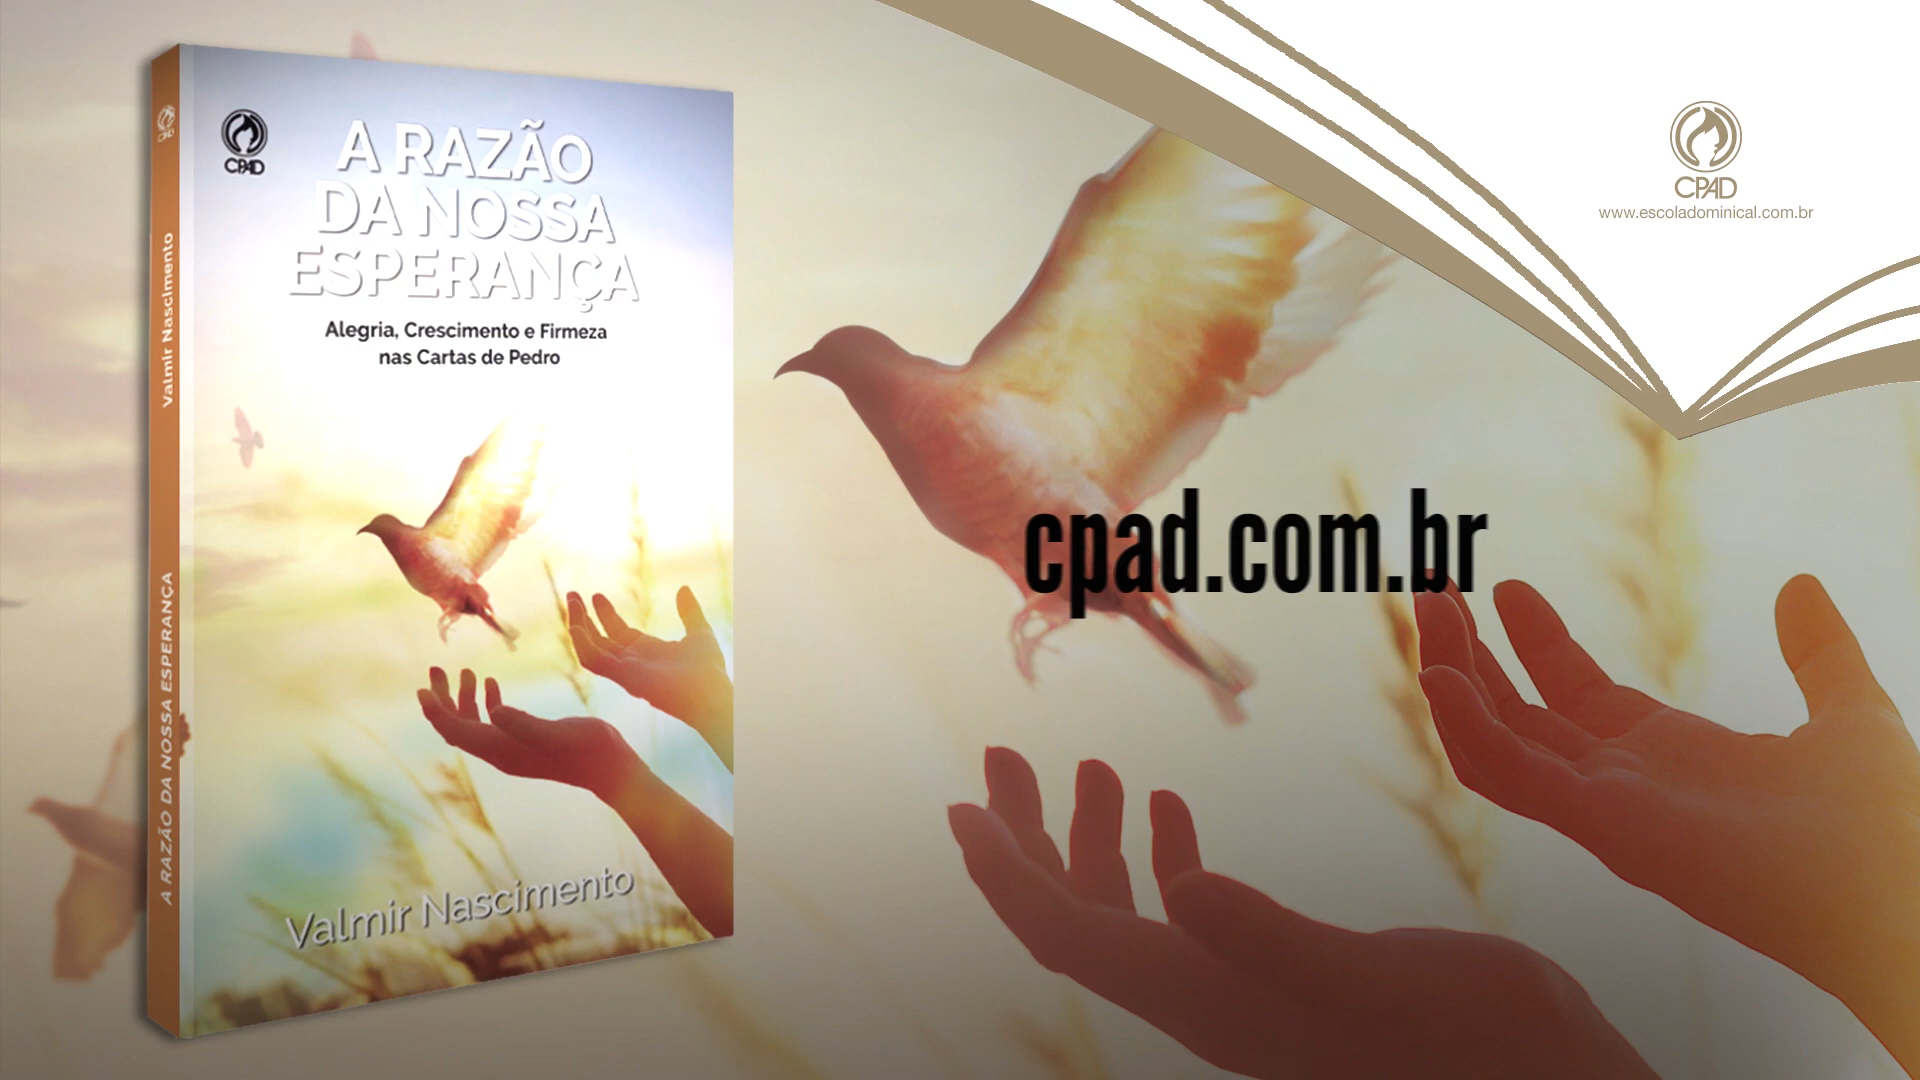 CPAD
A RAZÃO
DA NOSSA
ESPERANÇA
Alegria, Crescimento e Firmeza
nas Cartas de Pedro
Valmir Nascimento
CPAD
Valmir Nascimento
A RAZÃO DA NOSSA ESPERANÇA
CPAD
www.escoladominical.com.br
cpad.com.br